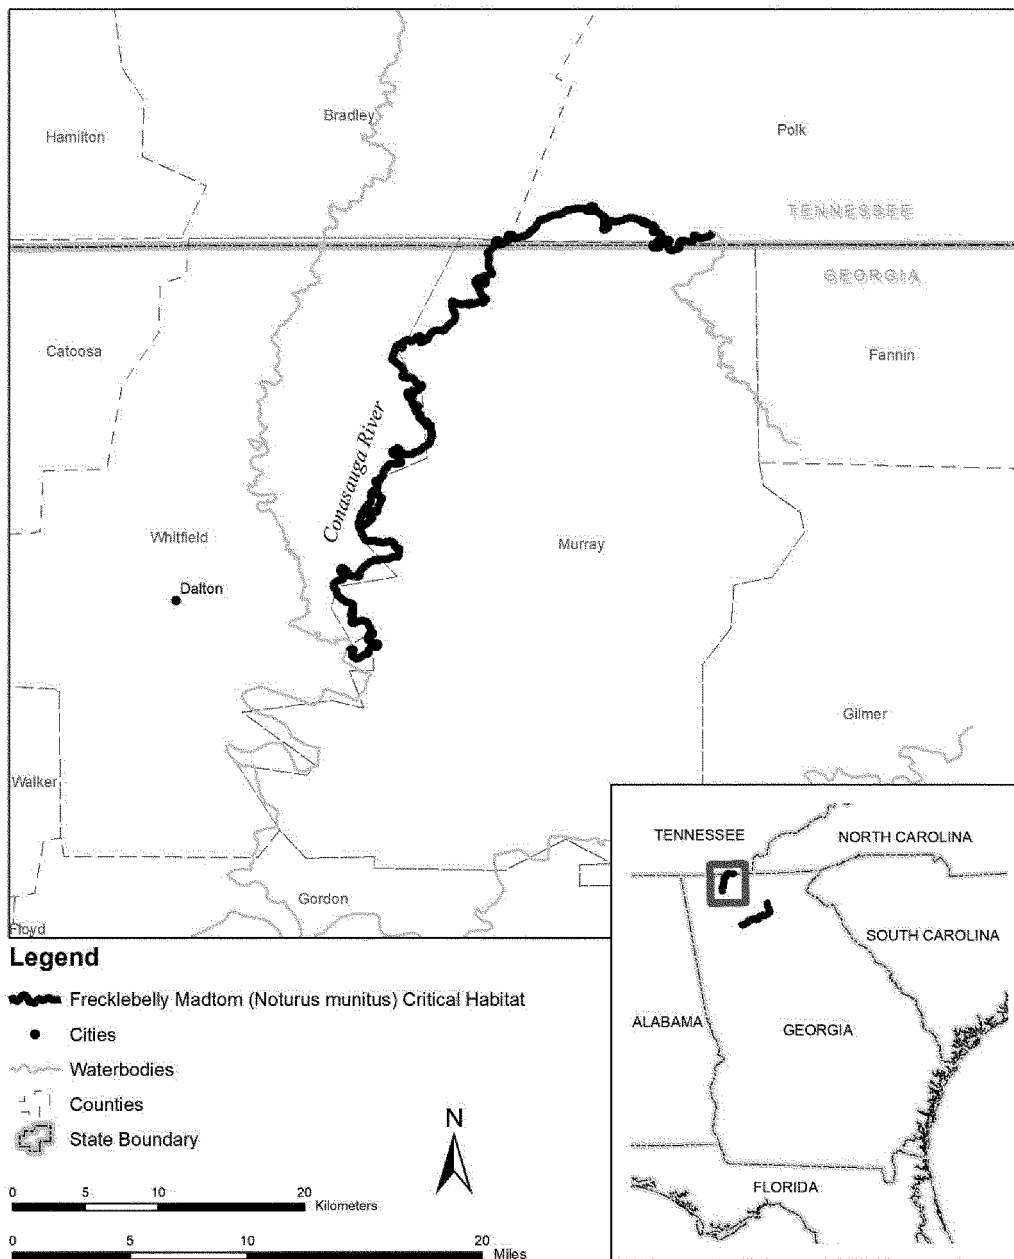 Hamilton
Bradley
Polk
TENNESSEE
GEORGIA
Catoosa
Fannin
Conasauga River
Whitfield
Murray
Dalton
Gilmer
Walker
Gordon
Floyd
TENNESSEE
NORTH CAROLINA
SOUTH CAROLINA
ALABAMA
GEORGIA
FLORIDA
Legend
Frecklebelly Madtom (Noturus munitus) Critical Habitat
Cities
Waterbodies
Counties
State Boundary
N
0 5 10 20
Kilometers
0 5 10 20
Miles